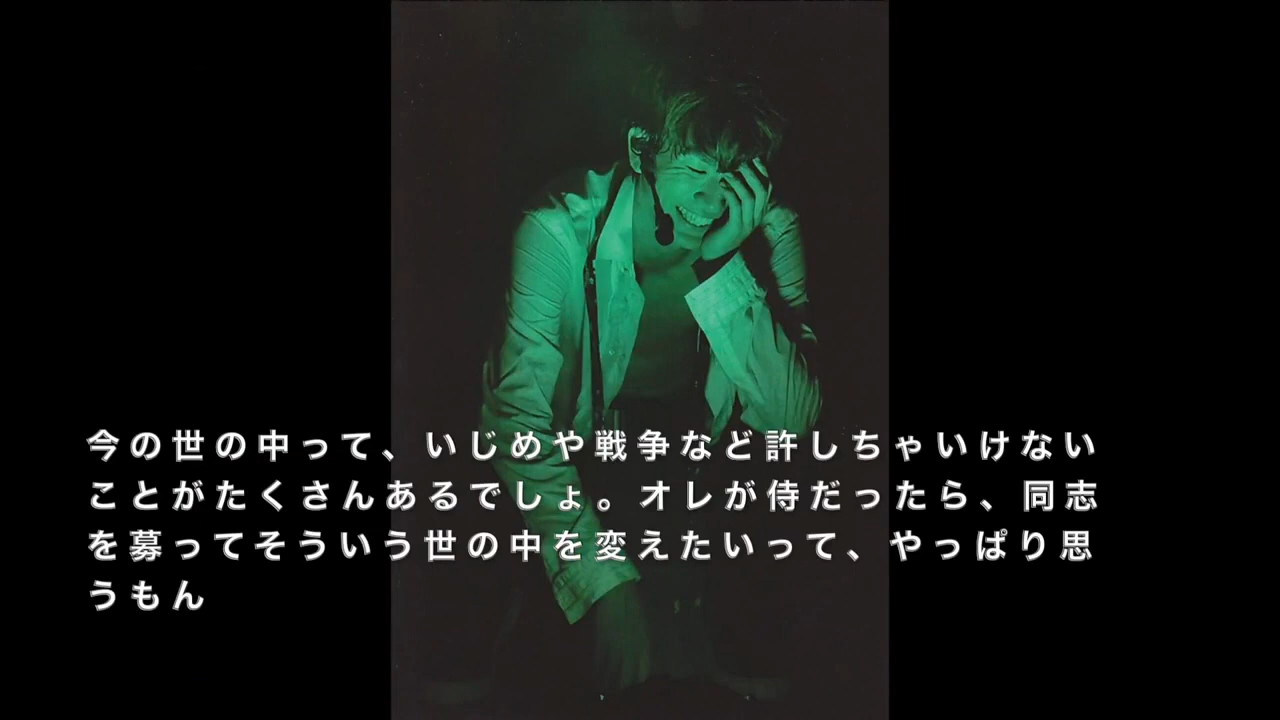 今の世の中って、いじめや戦争など許しちゃいけない
ことがたくさんあるでしょ。オレが侍だったら、同志
を募ってそういう世の中を変えたいって、やっぱり思
うもん